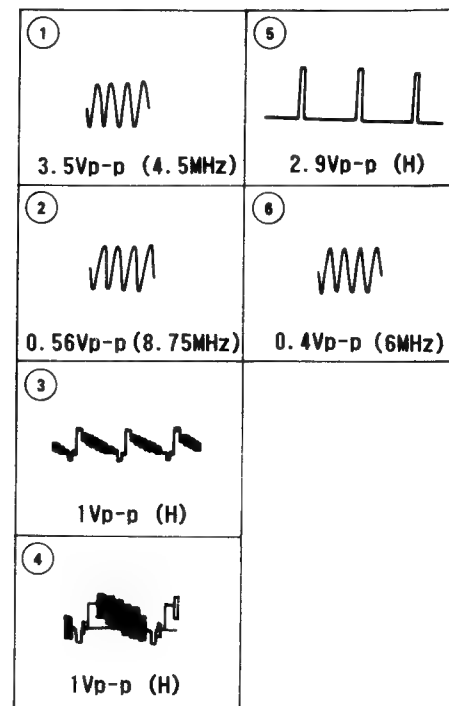 1
3.5Vp-p (4.5MHz)
2
0.56Vp-p (8.75MHz)
3
1Vp-p (H)
4
1Vp-p (H)
5
2.9Vp-p (H)
6
0.4Vp-p (6MHz)